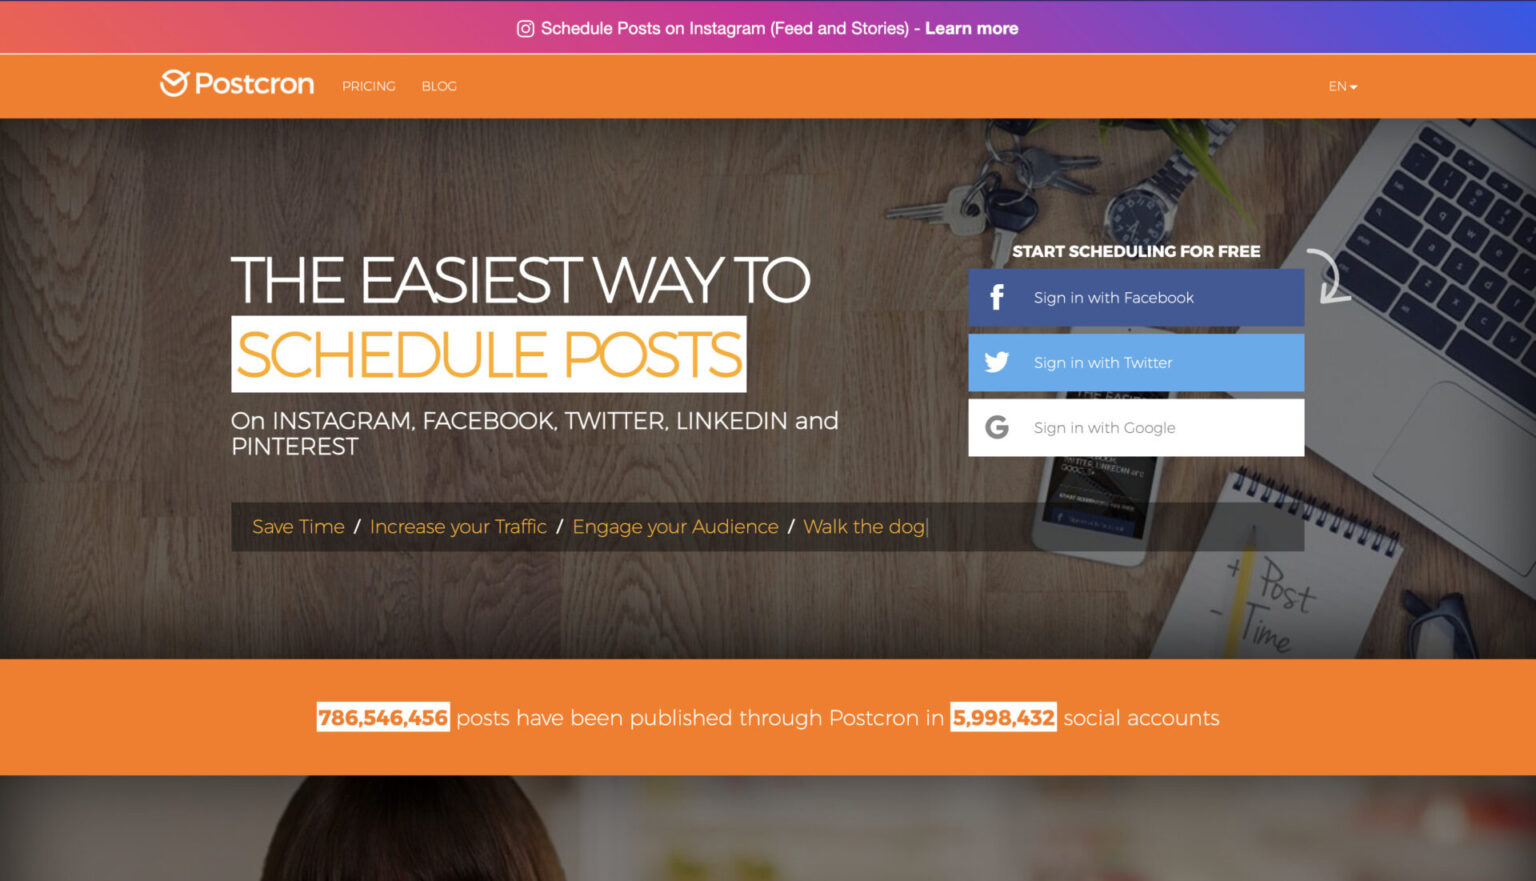 Schedule Posts on Instagram (Feed and Stories) - Learn more
Postcron PRICING BLOG EN
THE EASIEST WAY TO
SCHEDULE POSTS
On INSTAGRAM, FACEBOOK, TWITTER, LINKEDIN and
PINTEREST
START SCHEDULING FOR FREE
Sign in with Facebook
Sign in with Twitter
Sign in with Google
Save Time / Increase your Traffic / Engage your Audience / Walk the dog
+ Post
- Time
786,546,456 posts have been published through Postcron in 5,998,432 social accounts